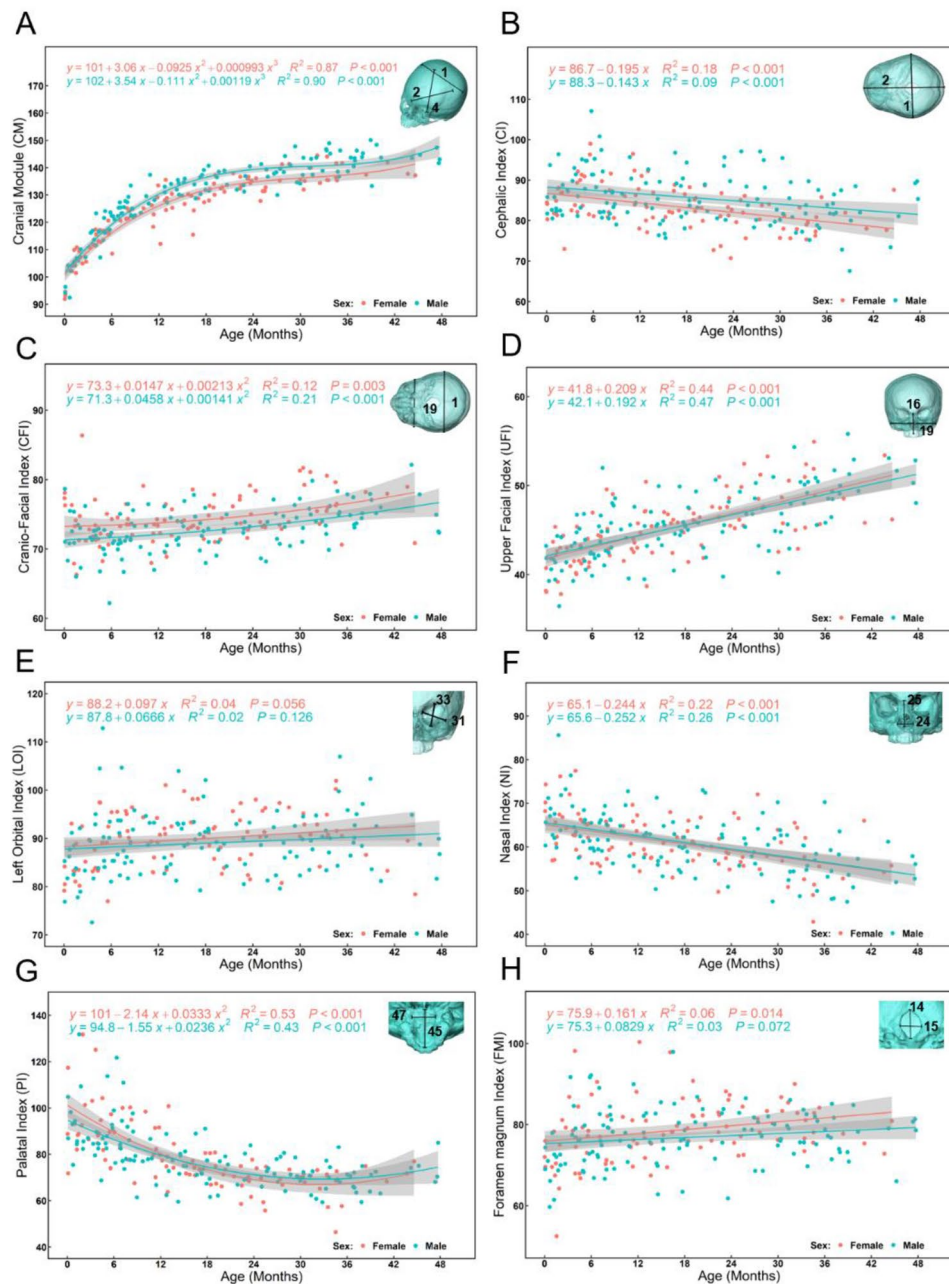 A
y = 101 + 3.06 x − 0.0925 x² + 0.000993 x³ R² = 0.87 P < 0.001
y = 102 + 3.54 x − 0.111 x² + 0.00119 x³ R² = 0.90 P < 0.001
1
2
4
170
160
150
140
130
120
110
100
90
Cranial Module (CM)
Sex: Female Male
0 6 12 18 24 30 36 42 48
Age (Months)
B
y = 86.7 − 0.195 x R² = 0.18 P < 0.001
y = 88.3 − 0.143 x R² = 0.09 P < 0.001
2
1
110
100
90
80
70
60
Cephalic Index (CI)
Sex: Female Male
0 6 12 18 24 30 36 42 48
Age (Months)
C
y = 73.3 + 0.0147 x + 0.00213 x² R² = 0.12 P = 0.003
y = 71.3 + 0.0458 x + 0.00141 x² R² = 0.21 P < 0.001
19 1
90
80
70
60
Cranio-Facial Index (CFI)
Sex: Female Male
0 6 12 18 24 30 36 42 48
Age (Months)
D
y = 41.8 + 0.209 x R² = 0.44 P < 0.001
y = 42.1 + 0.192 x R² = 0.47 P < 0.001
16
19
60
50
40
Upper Facial Index (UFI)
Sex: Female Male
0 6 12 18 24 30 36 42 48
Age (Months)
E
y = 88.2 + 0.097 x R² = 0.04 P = 0.056
y = 87.8 + 0.0666 x R² = 0.02 P = 0.126
33
31
120
110
100
90
80
70
Left Orbital Index (LOI)
Sex: Female Male
0 6 12 18 24 30 36 42 48
Age (Months)
F
y = 65.1 − 0.244 x R² = 0.22 P < 0.001
y = 65.6 − 0.252 x R² = 0.26 P < 0.001
25
24
90
80
70
60
50
40
Nasal Index (NI)
Sex: Female Male
0 6 12 18 24 30 36 42 48
Age (Months)
G
y = 101 − 2.14 x + 0.0333 x² R² = 0.53 P < 0.001
y = 94.8 − 1.55 x + 0.0236 x² R² = 0.43 P < 0.001
47
45
140
120
100
80
60
40
Palatal Index (PI)
Sex: Female Male
0 6 12 18 24 30 36 42 48
Age (Months)
H
y = 75.9 + 0.161 x R² = 0.06 P = 0.014
y = 75.3 + 0.0829 x R² = 0.03 P = 0.072
14
15
100
80
60
Foramen magnum Index (FMI)
Sex: Female Male
0 6 12 18 24 30 36 42 48
Age (Months)